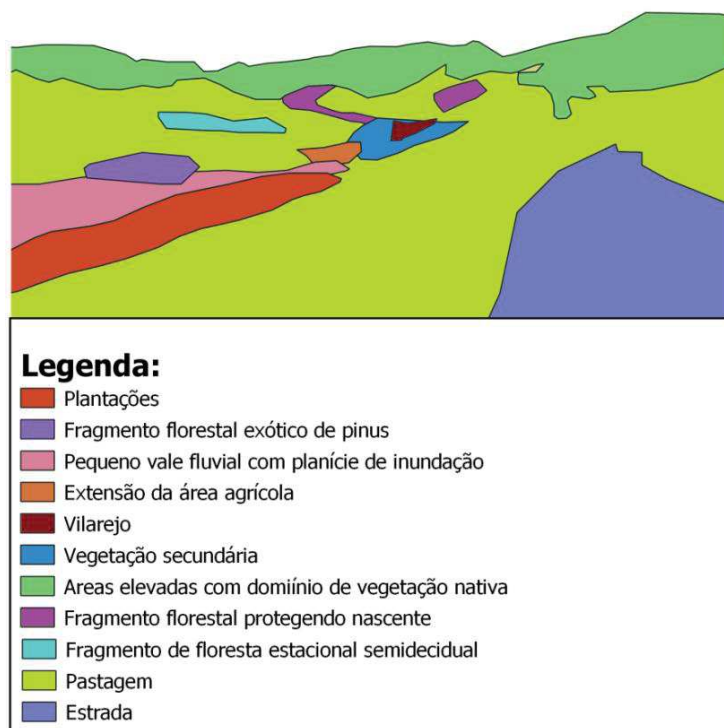 Legenda:
Plantações
Fragmento florestal exótico de pinus
Pequeno vale fluvial com planície de inundação
Extensão da área agrícola
Vilarejo
Vegetação secundária
Areas elevadas com domiínio de vegetação nativa
Fragmento florestal protegendo nascente
Fragmento de floresta estacional semidecidual
Pastagem
Estrada